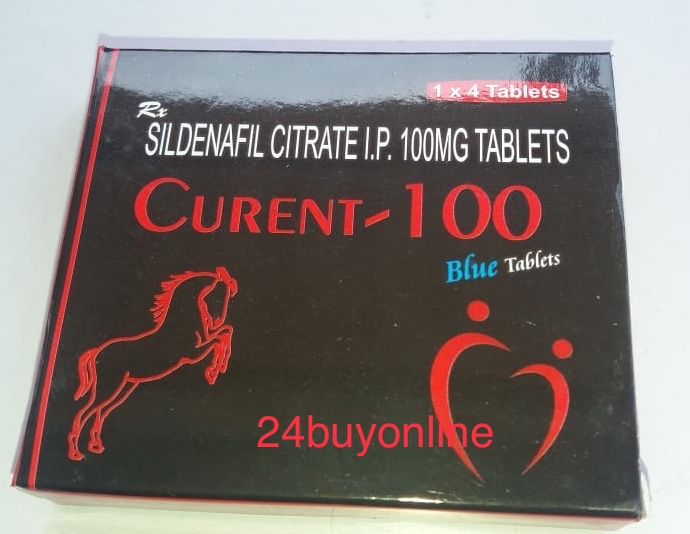 1 x 4 Tablets
Rx
SILDENAFIL CITRATE I.P. 100MG TABLETS
CURENT-100
Blue Tablets
24buyonline